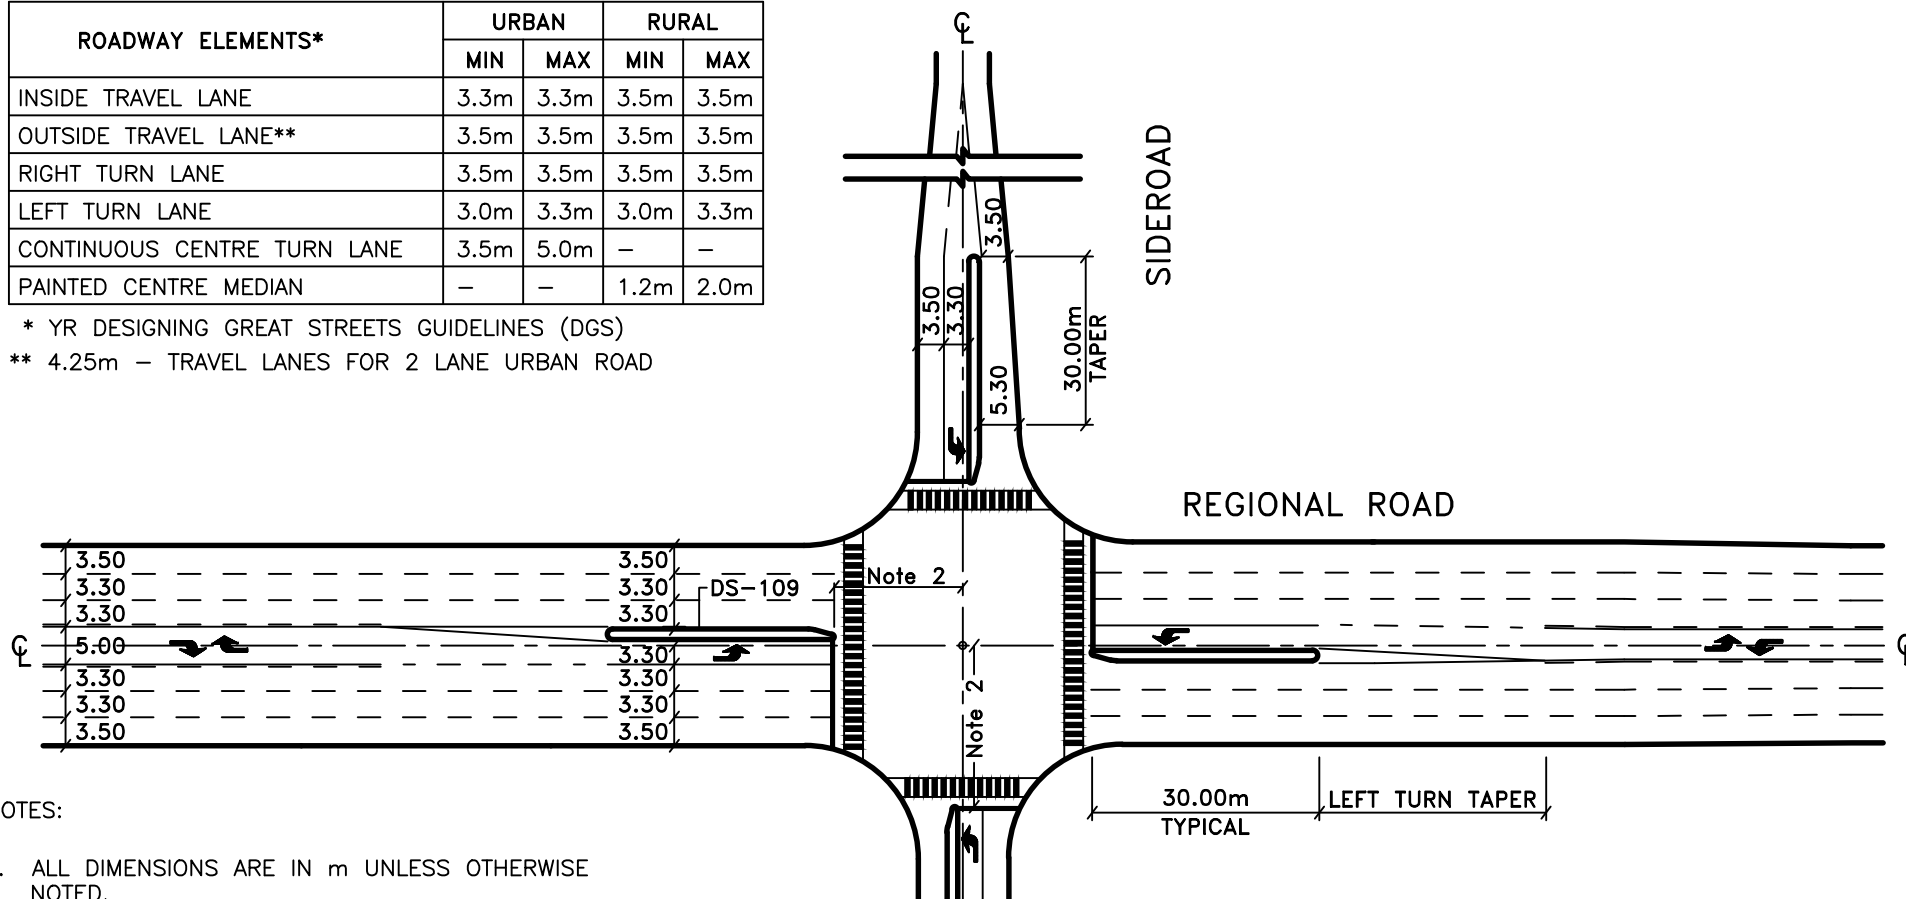 ROADWAY ELEMENTS* URBAN RURAL
MIN MAX MIN MAX
INSIDE TRAVEL LANE 3.3m 3.3m 3.5m 3.5m
OUTSIDE TRAVEL LANE** 3.5m 3.5m 3.5m 3.5m
RIGHT TURN LANE 3.5m 3.5m 3.5m 3.5m
LEFT TURN LANE 3.0m 3.3m 3.0m 3.3m
CONTINUOUS CENTRE TURN LANE 3.5m 5.0m – –
PAINTED CENTRE MEDIAN – – 1.2m 2.0m
* YR DESIGNING GREAT STREETS GUIDELINES (DGS)
** 4.25m – TRAVEL LANES FOR 2 LANE URBAN ROAD
℄
SIDEROAD
3.50
3.50
3.30
30.00m
TAPER
5.30
REGIONAL ROAD
3.50
3.30
3.30
5.00
3.30
3.30
3.50
℄
3.50
3.30
3.30
3.30
3.30
3.30
3.50
DS-109
Note 2
Note 2
30.00m
TYPICAL
LEFT TURN TAPER
OTES:
. ALL DIMENSIONS ARE IN m UNLESS OTHERWISE
NOTED.